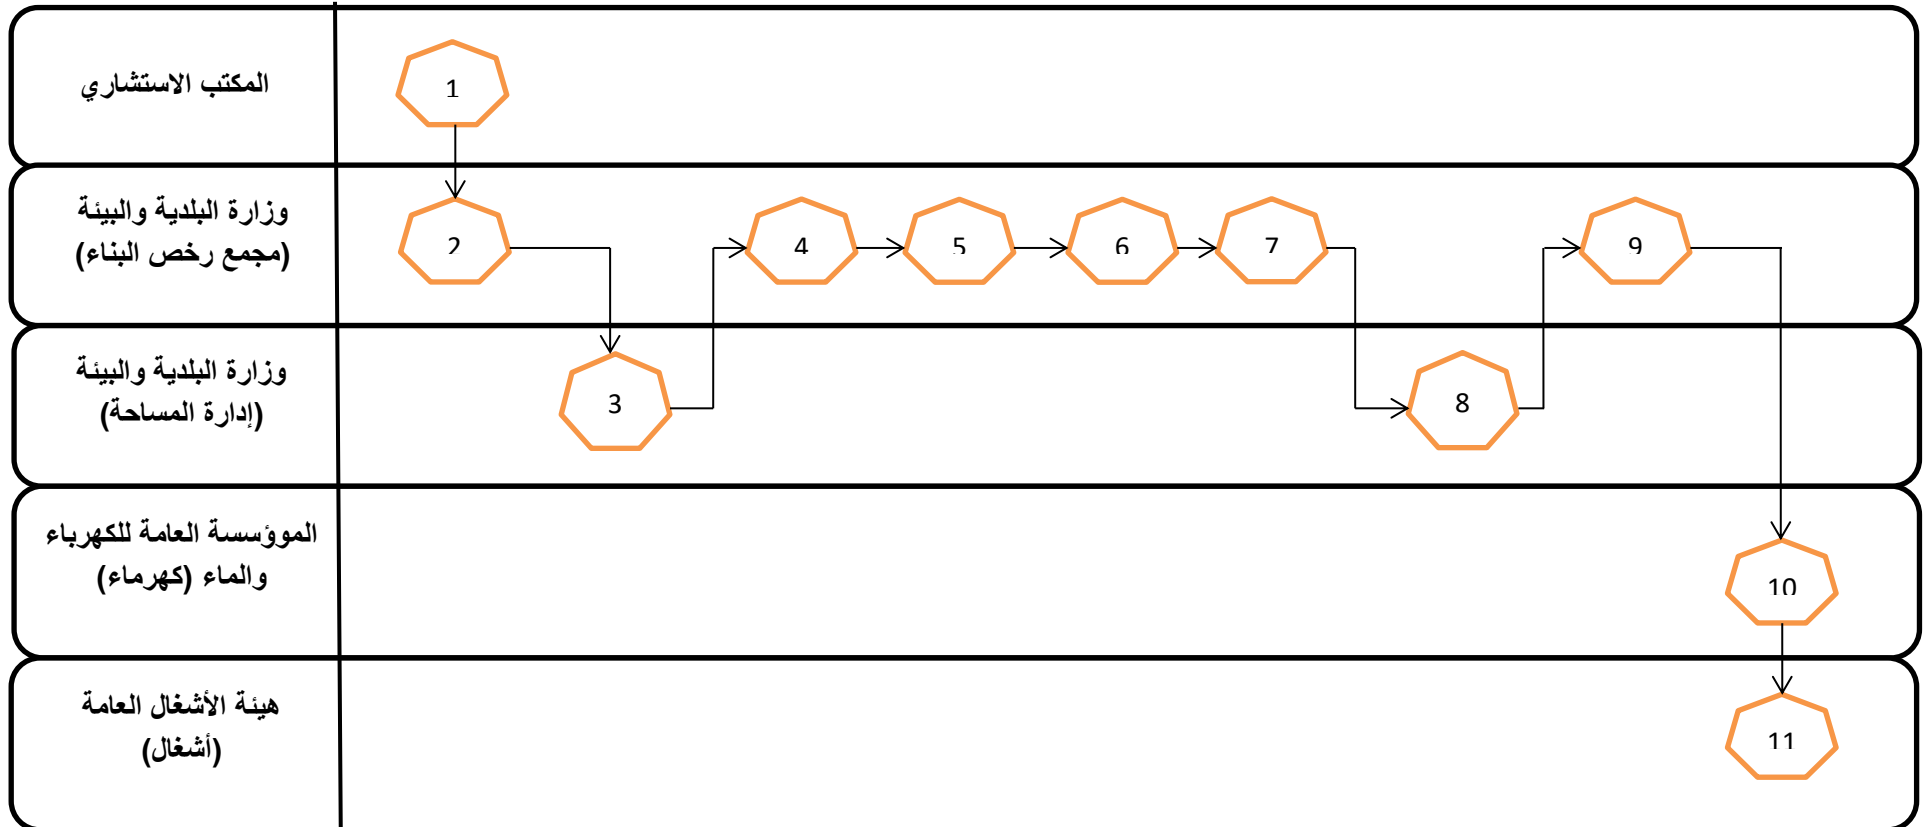 المكتب الاستشاري
1
وزارة البلدية والبيئة
(مجمع رخص البناء)
2
4
5
6
7
9
وزارة البلدية والبيئة
(إدارة المساحة)
3
8
الموؤسسة العامة للكهرباء
والماء (كهرماء)
10
هيئة الأشغال العامة
(أشغال)
11